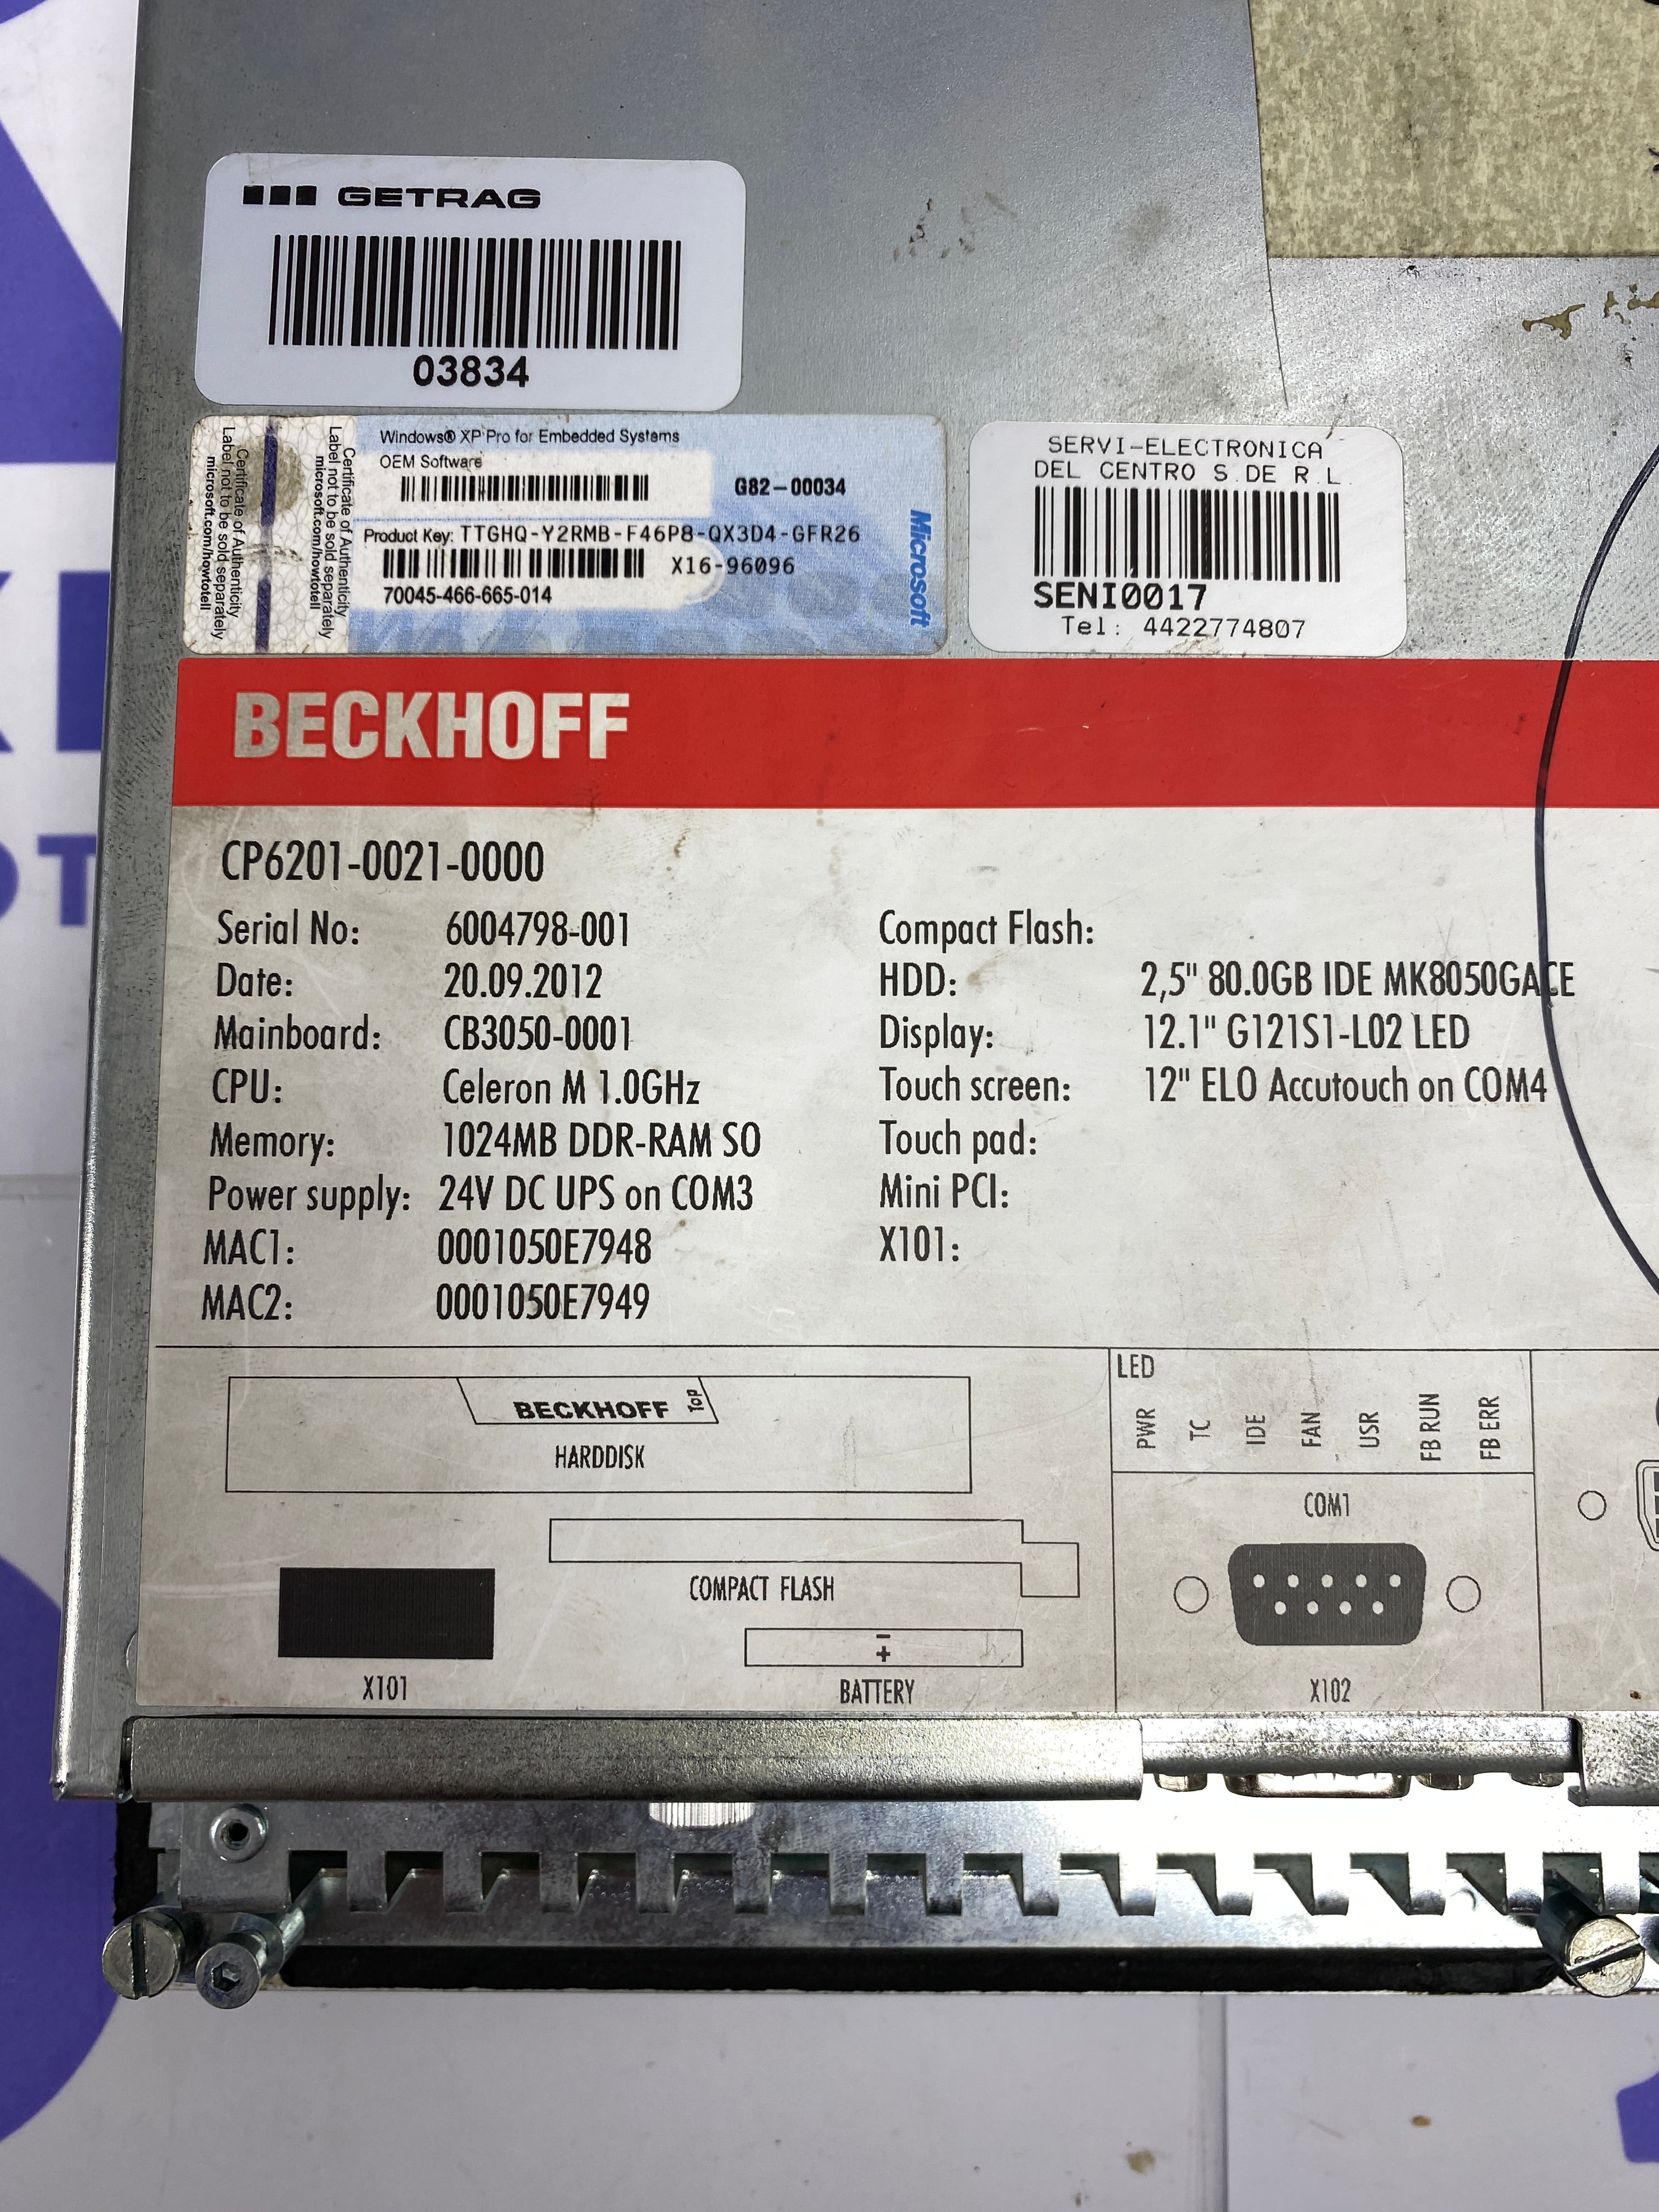 GETRAG
03834
Certificate of Authenticity
Label not to be sold separately
microsoft.com/howtotell
Certificate of Authenticity
Label not to be sold separately
microsoft.com/howtotell
Windows® XP Pro for Embedded Systems
OEM Software
G82-00034
Product Key: TTGHQ-Y2RMB-F46P8-QX3D4-GFR26
X16-96096
70045-466-665-014
Microsoft
SERVI-ELECTRONICA
DEL CENTRO S.DE R.L.
SENI0017
Tel: 4422774807
BECKHOFF
CP6201-0021-0000
Serial No: 6004798-001
Date: 20.09.2012
Mainboard: CB3050-0001
CPU: Celeron M 1.0GHz
Memory: 1024MB DDR-RAM SO
Power supply: 24V DC UPS on COM3
MAC1: 0001050E7948
MAC2: 0001050E7949
Compact Flash:
HDD: 2,5" 80.0GB IDE MK8050GACE
Display: 12.1" G121S1-L02 LED
Touch screen: 12" ELO Accutouch on COM4
Touch pad:
Mini PCI:
X101:
BECKHOFF Top
HARDDISK
COMPACT FLASH
X101
- +
BATTERY
LED
PWR
TC
IDE
FAN
USR
FB RUN
FB ERR
COM1
X102